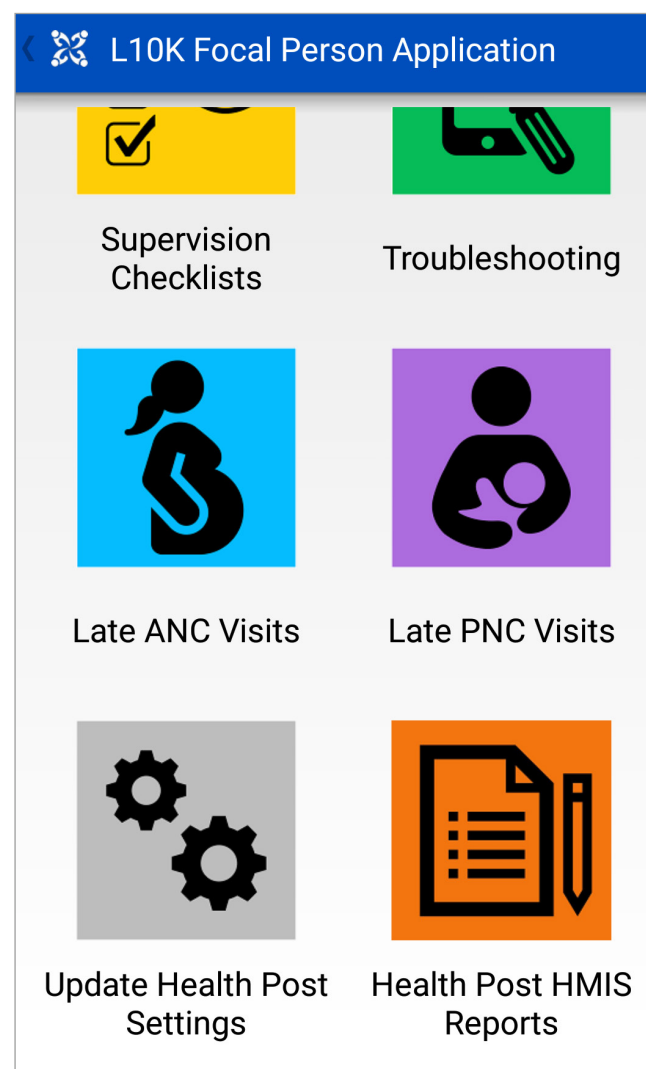 L10K Focal Person Application
Supervision
Checklists
Troubleshooting
Late ANC Visits
Late PNC Visits
Update Health Post
Settings
Health Post HMIS
Reports